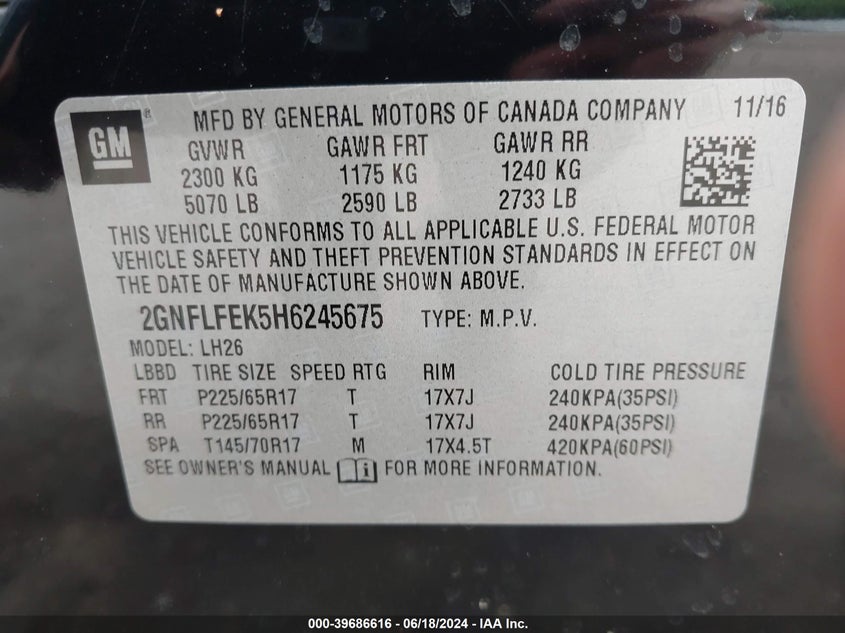 GM ® MFD BY GENERAL MOTORS OF CANADA COMPANY 11/16
GVWR GAWR FRT GAWR RR
2300 KG 1175 KG 1240 KG
5070 LB 2590 LB 2733 LB
THIS VEHICLE CONFORMS TO ALL APPLICABLE U.S. FEDERAL MOTOR
VEHICLE SAFETY AND THEFT PREVENTION STANDARDS IN EFFECT ON
THE DATE OF MANUFACTURE SHOWN ABOVE.
2GNFLFEK5H6245675 TYPE: M.P.V.
MODEL: LH26
LBBD TIRE SIZE SPEED RTG RIM COLD TIRE PRESSURE
FRT P225/65R17 T 17X7J 240KPA(35PSI)
RR P225/65R17 T 17X7J 240KPA(35PSI)
SPA T145/70R17 M 17X4.5T 420KPA(60PSI)
SEE OWNER'S MANUAL i FOR MORE INFORMATION.
000-39686616 - 06/18/2024 - IAA Inc.